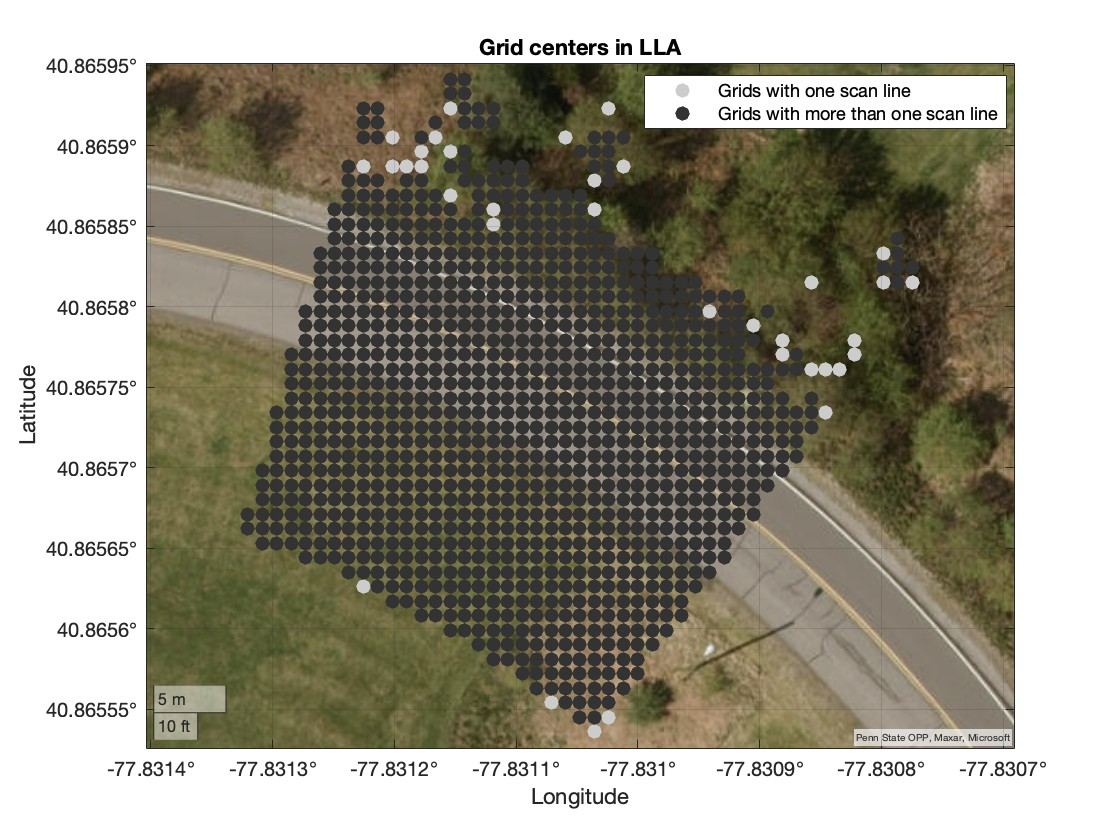 Grid centers in LLA
Grids with one scan line
Grids with more than one scan line
40.86595°
40.8659°
40.86585°
40.8658°
40.86575°
40.8657°
40.86565°
40.8656°
40.86555°
Latitude
5 m
10 ft
Penn State OPP, Maxar, Microsoft
-77.8314° -77.8313° -77.8312° -77.8311° -77.831° -77.8309° -77.8308° -77.8307°
Longitude